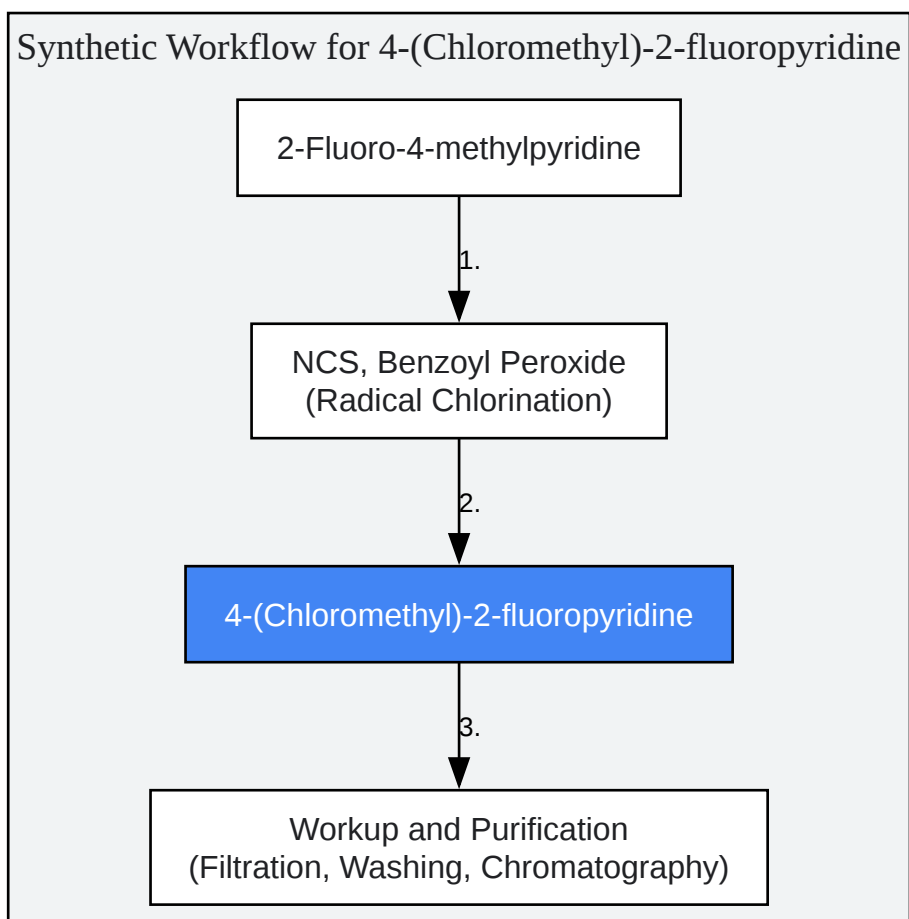 Synthetic Workflow for 4-(Chloromethyl)-2-fluoropyridine
2-Fluoro-4-methylpyridine
1.
NCS, Benzoyl Peroxide
(Radical Chlorination)
2.
4-(Chloromethyl)-2-fluoropyridine
3.
Workup and Purification
(Filtration, Washing, Chromatography)